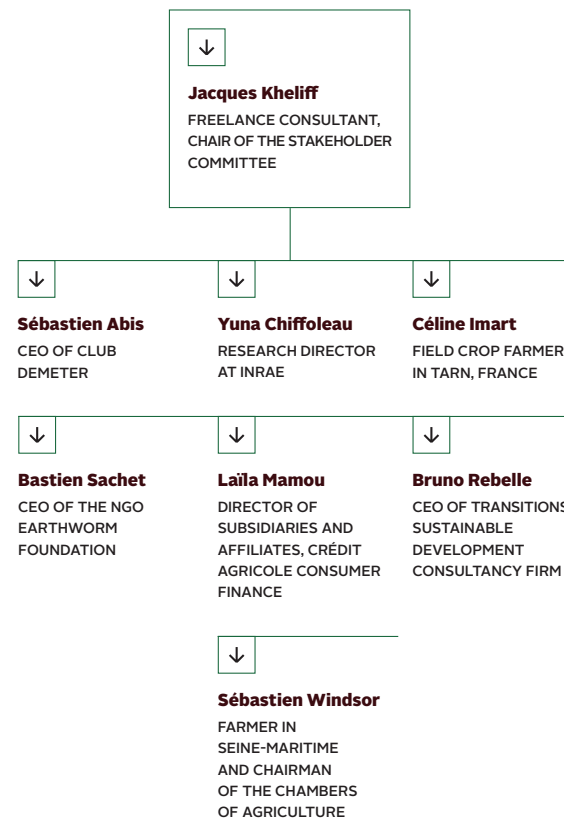 Jacques Kheliff
FREELANCE CONSULTANT,
CHAIR OF THE STAKEHOLDER
COMMITTEE
Sébastien Abis
CEO OF CLUB
DEMETER
Yuna Chiffoleau
RESEARCH DIRECTOR
AT INRAE
Céline Imart
FIELD CROP FARMER
IN TARN, FRANCE
Bastien Sachet
CEO OF THE NGO
EARTHWORM
FOUNDATION
Laïla Mamou
DIRECTOR OF
SUBSIDIARIES AND
AFFILIATES, CRÉDIT
AGRICOLE CONSUMER
FINANCE
Bruno Rebelle
CEO OF TRANSITIONS
SUSTAINABLE
DEVELOPMENT
CONSULTANCY FIRM
Sébastien Windsor
FARMER IN
SEINE-MARITIME
AND CHAIRMAN
OF THE CHAMBERS
OF AGRICULTURE